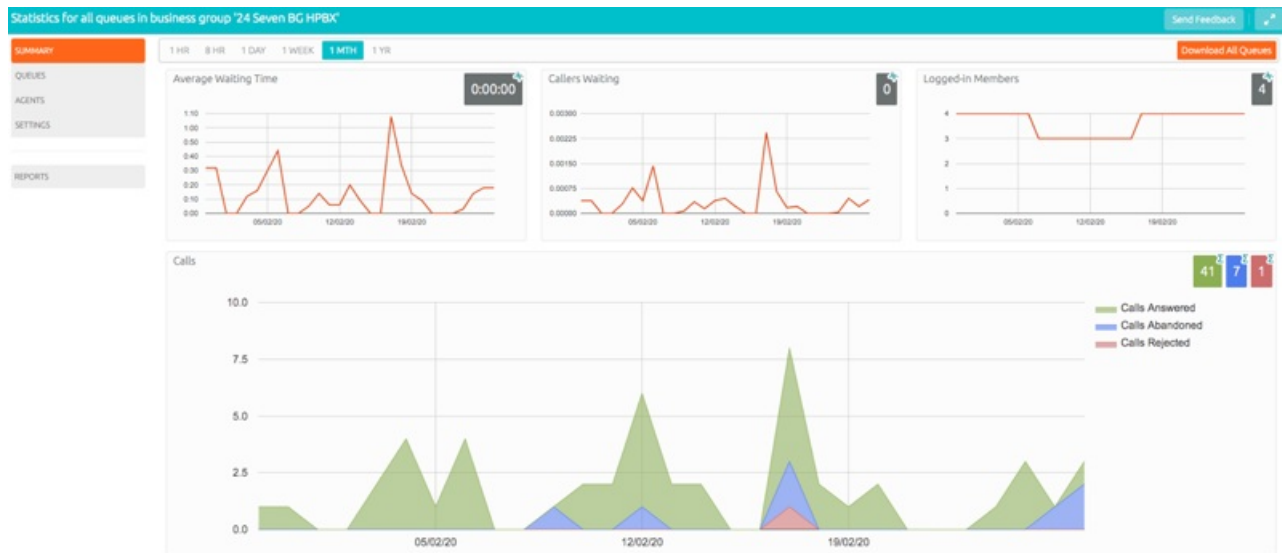 Statistics for all queues in business group '24 Seven BG HPBX'
Send Feedback
SUMMARY
QUEUES
AGENTS
SETTINGS
REPORTS
1 HR 8 HR 1 DAY 1 WEEK 1 MTH 1 YR
Download All Queues
Average Waiting Time
0:00:00
1.10
1.00
0.50
0.40
0.30
0.20
0.10
0.00
05/02/20 12/02/20 19/02/20
Callers Waiting
0
0.00300
0.00225
0.00150
0.00075
0.00000
05/02/20 12/02/20 19/02/20
Logged-in Members
4
4
3
2
1
0
05/02/20 12/02/20 19/02/20
Calls
41 Σ 7 Σ 1 Σ
10.0
7.5
5.0
2.5
0.0
05/02/20 12/02/20 19/02/20
Calls Answered
Calls Abandoned
Calls Rejected